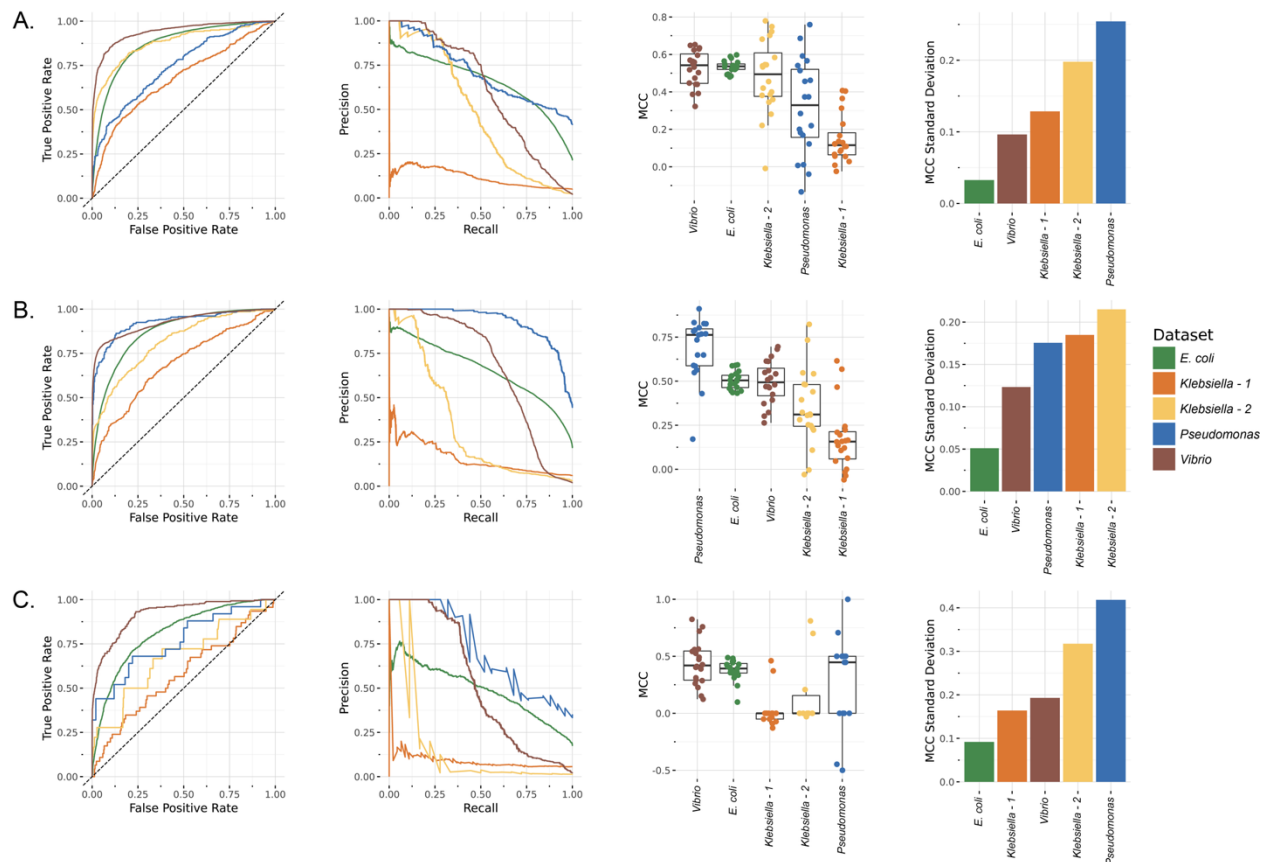 A.
True Positive Rate
1.00
0.75
0.50
0.25
0.00
0.00 0.25 0.50 0.75 1.00
False Positive Rate
Precision
1.00
0.75
0.50
0.25
0.00
0.00 0.25 0.50 0.75 1.00
Recall
MCC
0.8
0.6
0.4
0.2
0.0
Vibrio
E. coli
Klebsiella - 2
Pseudomonas
Klebsiella - 1
MCC Standard Deviation
0.2
0.1
0.0
E. coli
Vibrio
Klebsiella - 1
Klebsiella - 2
Pseudomonas
B.
True Positive Rate
1.00
0.75
0.50
0.25
0.00
0.00 0.25 0.50 0.75 1.00
False Positive Rate
Precision
1.00
0.75
0.50
0.25
0.00
0.00 0.25 0.50 0.75 1.00
Recall
MCC
0.75
0.50
0.25
0.00
Pseudomonas
E. coli
Vibrio
Klebsiella - 2
Klebsiella - 1
MCC Standard Deviation
0.20
0.15
0.10
0.05
0.00
E. coli
Vibrio
Pseudomonas
Klebsiella - 1
Klebsiella - 2
Dataset
E. coli
Klebsiella - 1
Klebsiella - 2
Pseudomonas
Vibrio
C.
True Positive Rate
1.00
0.75
0.50
0.25
0.00
0.00 0.25 0.50 0.75 1.00
False Positive Rate
Precision
1.00
0.75
0.50
0.25
0.00
0.00 0.25 0.50 0.75 1.00
Recall
MCC
1.0
0.5
0.0
-0.5
Vibrio
E. coli
Klebsiella - 1
Klebsiella - 2
Pseudomonas
MCC Standard Deviation
0.4
0.3
0.2
0.1
0.0
E. coli
Klebsiella - 1
Vibrio
Klebsiella - 2
Pseudomonas